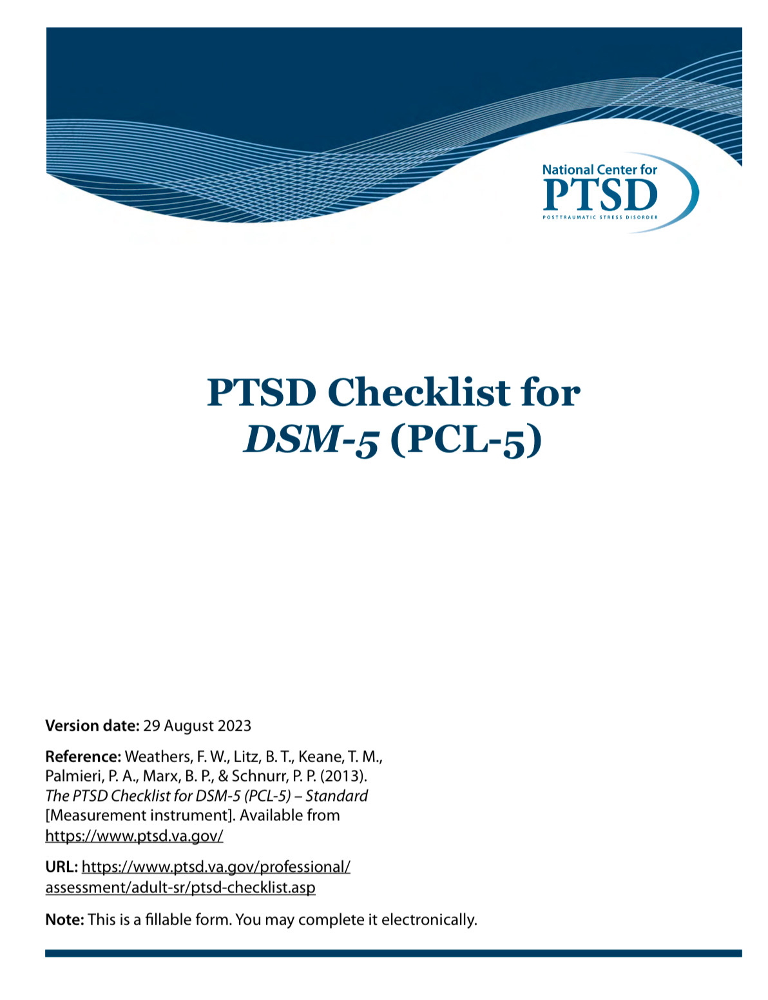 National Center for
PTSD
POSTTRAUMATIC STRESS DISORDER
PTSD Checklist for
DSM-5 (PCL-5)
Version date: 29 August 2023
Reference: Weathers, F. W., Litz, B. T., Keane, T. M.,
Palmieri, P. A., Marx, B. P., & Schnurr, P. P. (2013).
The PTSD Checklist for DSM-5 (PCL-5) – Standard
[Measurement instrument]. Available from
https://www.ptsd.va.gov/
URL: https://www.ptsd.va.gov/professional/
assessment/adult-sr/ptsd-checklist.asp
Note: This is a fillable form. You may complete it electronically.